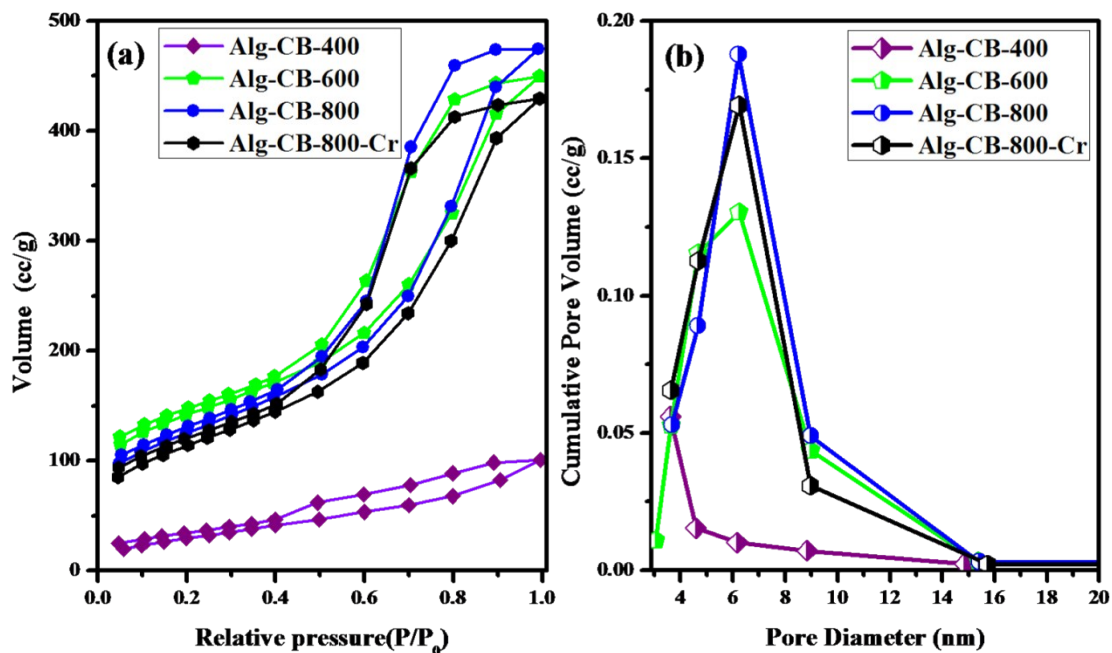 (a)
Alg-CB-400
Alg-CB-600
Alg-CB-800
Alg-CB-800-Cr
500
400
300
200
100
0
Volume (cc/g)
0.0 0.2 0.4 0.6 0.8 1.0
Relative pressure(P/P₀)
(b)
Alg-CB-400
Alg-CB-600
Alg-CB-800
Alg-CB-800-Cr
0.20
0.15
0.10
0.05
0.00
Cumulative Pore Volume (cc/g)
4 6 8 10 12 14 16 18 20
Pore Diameter (nm)